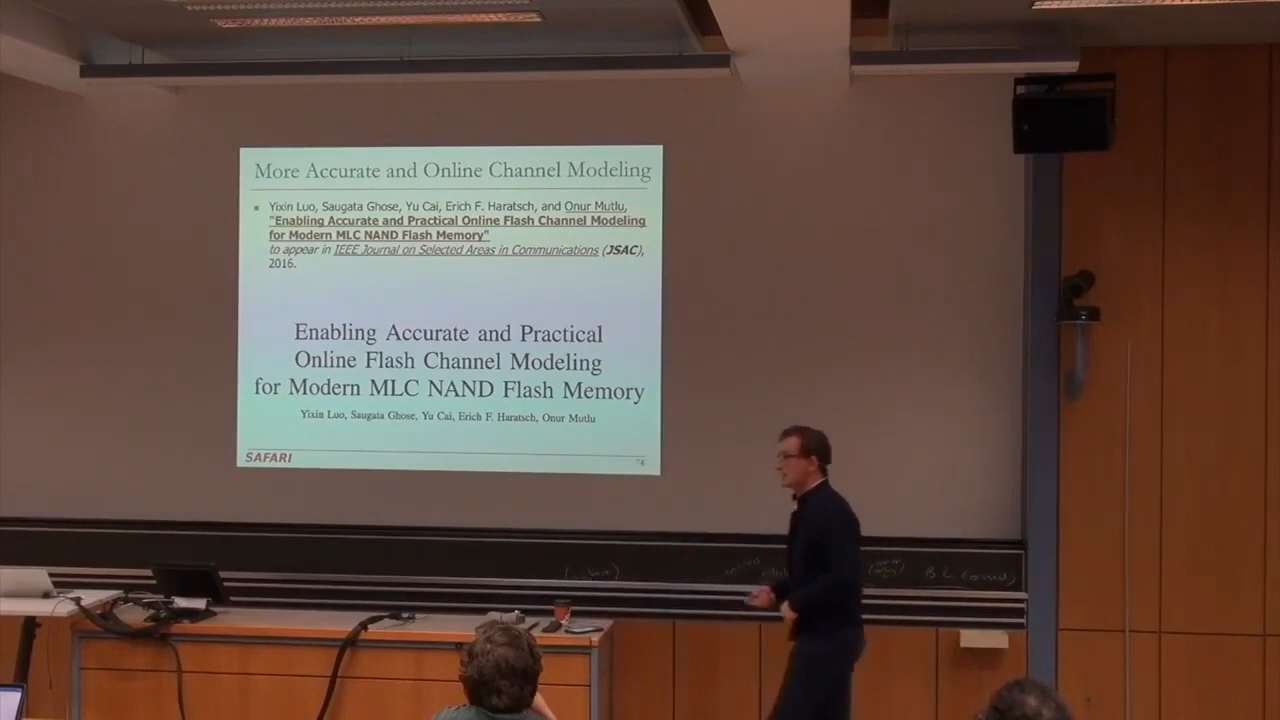 More Accurate and Online Channel Modeling
Yixin Luo, Saugata Ghose, Yu Cai, Erich F. Haratsch, and Onur Mutlu,
"Enabling Accurate and Practical Online Flash Channel Modeling
for Modern MLC NAND Flash Memory"
to appear in IEEE Journal on Selected Areas in Communications (JSAC),
2016.
Enabling Accurate and Practical
Online Flash Channel Modeling
for Modern MLC NAND Flash Memory
Yixin Luo, Saugata Ghose, Yu Cai, Erich F. Haratsch, Onur Mutlu
SAFARI